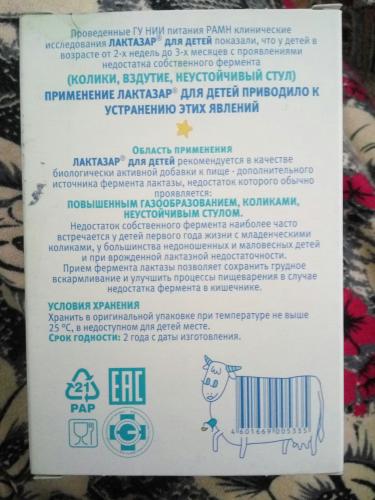 Проведенные ГУ НИИ питания РАМН клинические
исследования ЛАКТАЗАР® ДЛЯ ДЕТЕЙ показали, что у детей в
возрасте от 2-х недель до 3-х месяцев с проявлениями
недостатка собственного фермента
(КОЛИКИ, ВЗДУТИЕ, НЕУСТОЙЧИВЫЙ СТУЛ)
ПРИМЕНЕНИЕ ЛАКТАЗАР® ДЛЯ ДЕТЕЙ ПРИВОДИЛО К
УСТРАНЕНИЮ ЭТИХ ЯВЛЕНИЙ
ОБЛАСТЬ ПРИМЕНЕНИЯ
ЛАКТАЗАР® ДЛЯ ДЕТЕЙ рекомендуется в качестве
биологически активной добавки к пище - дополнительного
источника фермента лактазы, недостаток которого обычно
проявляется:
ПОВЫШЕННЫМ ГАЗООБРАЗОВАНИЕМ, КОЛИКАМИ,
НЕУСТОЙЧИВЫМ СТУЛОМ.
Недостаток собственного фермента наиболее часто
встречается у детей первого года жизни с младенческими
коликами, у большинства недоношенных и маловесных детей и
при врожденной лактазной недостаточности.
Прием фермента лактазы позволяет сохранить грудное
вскармливание и улучшить процессы пищеварения в случае
недостатка фермента в кишечнике.
УСЛОВИЯ ХРАНЕНИЯ
Хранить в оригинальной упаковке при температуре не выше
25 °С, в недоступном для детей месте.
СРОК ГОДНОСТИ: 2 года с даты изготовления.
21
PAP
EAC
4 601669 005335